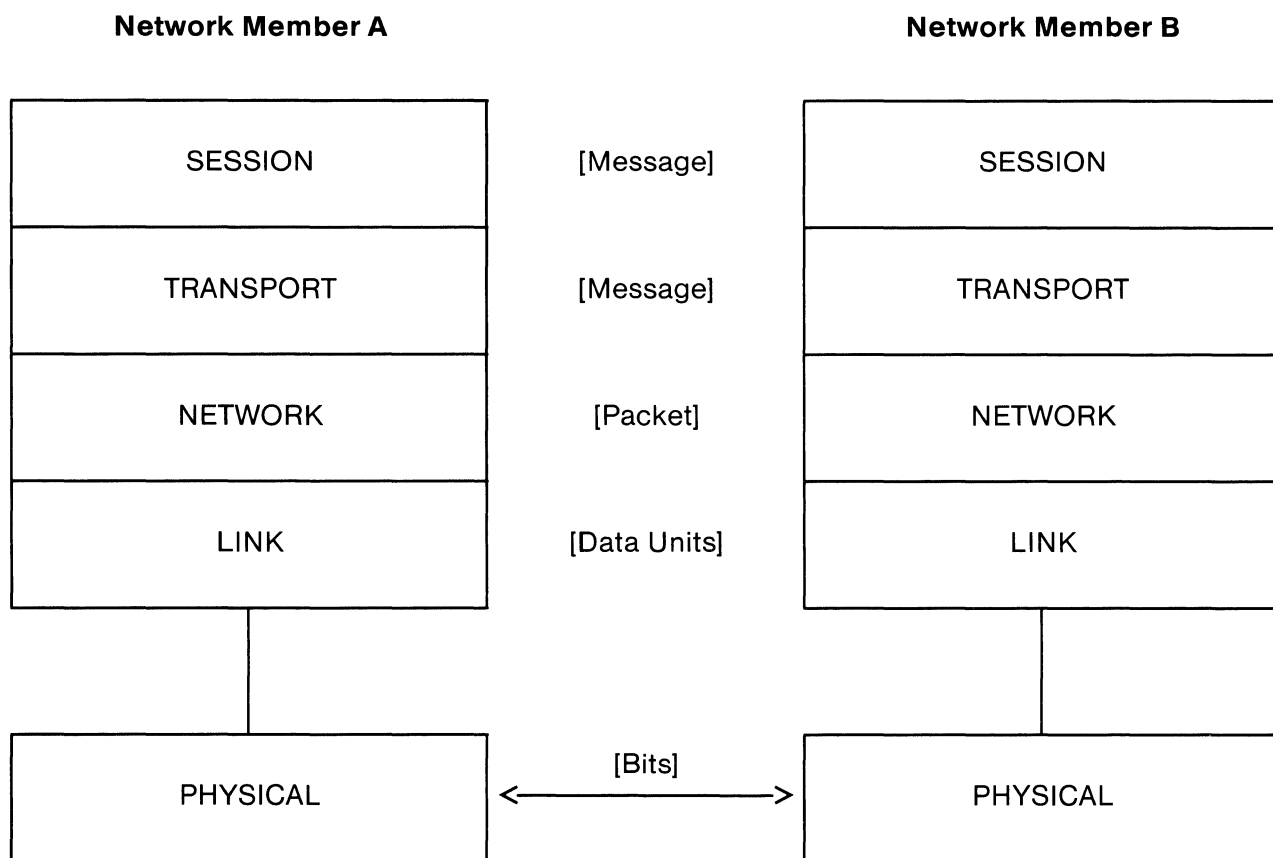 Network Member A
Network Member B
SESSION
[Message]
SESSION
TRANSPORT
[Message]
TRANSPORT
NETWORK
[Packet]
NETWORK
LINK
[Data Units]
LINK
[Bits]
PHYSICAL
PHYSICAL